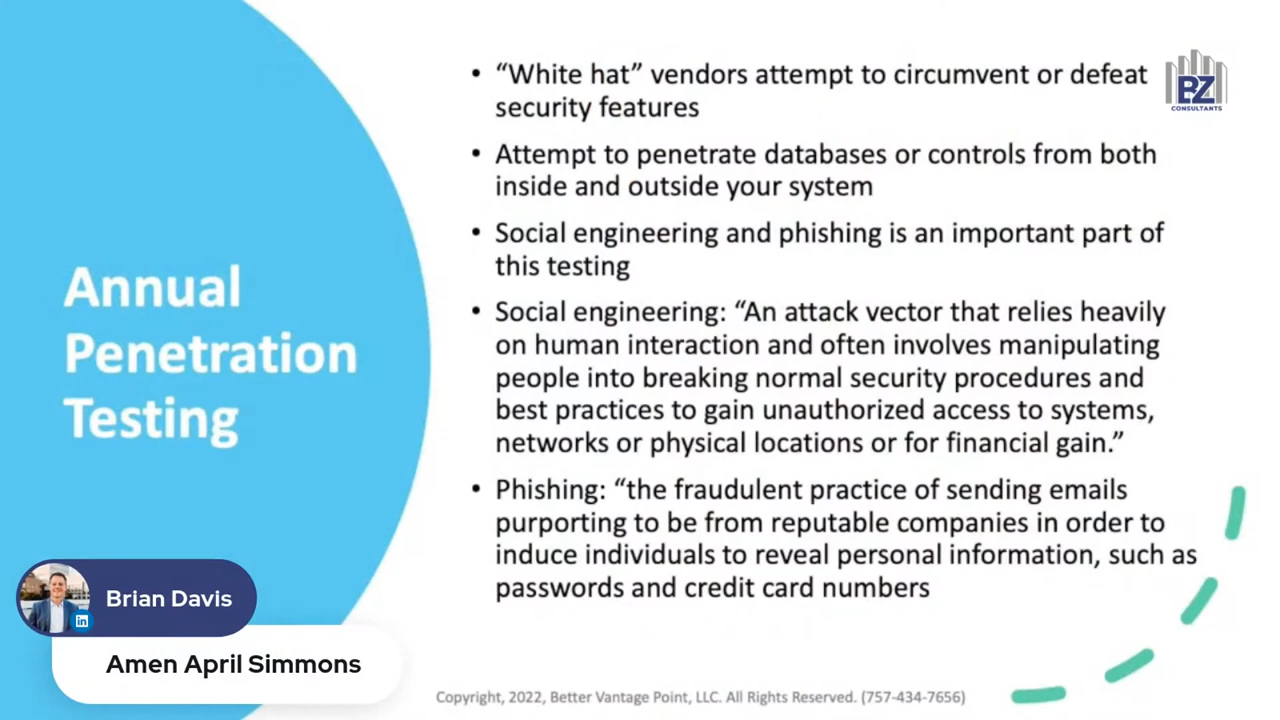 Annual
Penetration
Testing
• “White hat” vendors attempt to circumvent or defeat
security features
• Attempt to penetrate databases or controls from both
inside and outside your system
• Social engineering and phishing is an important part of
this testing
• Social engineering: “An attack vector that relies heavily
on human interaction and often involves manipulating
people into breaking normal security procedures and
best practices to gain unauthorized access to systems,
networks or physical locations or for financial gain.”
• Phishing: “the fraudulent practice of sending emails
purporting to be from reputable companies in order to
induce individuals to reveal personal information, such as
passwords and credit card numbers
BZ
CONSULTANTS
in
Brian Davis
Amen April Simmons
Copyright, 2022, Better Vantage Point, LLC. All Rights Reserved. (757-434-7656)